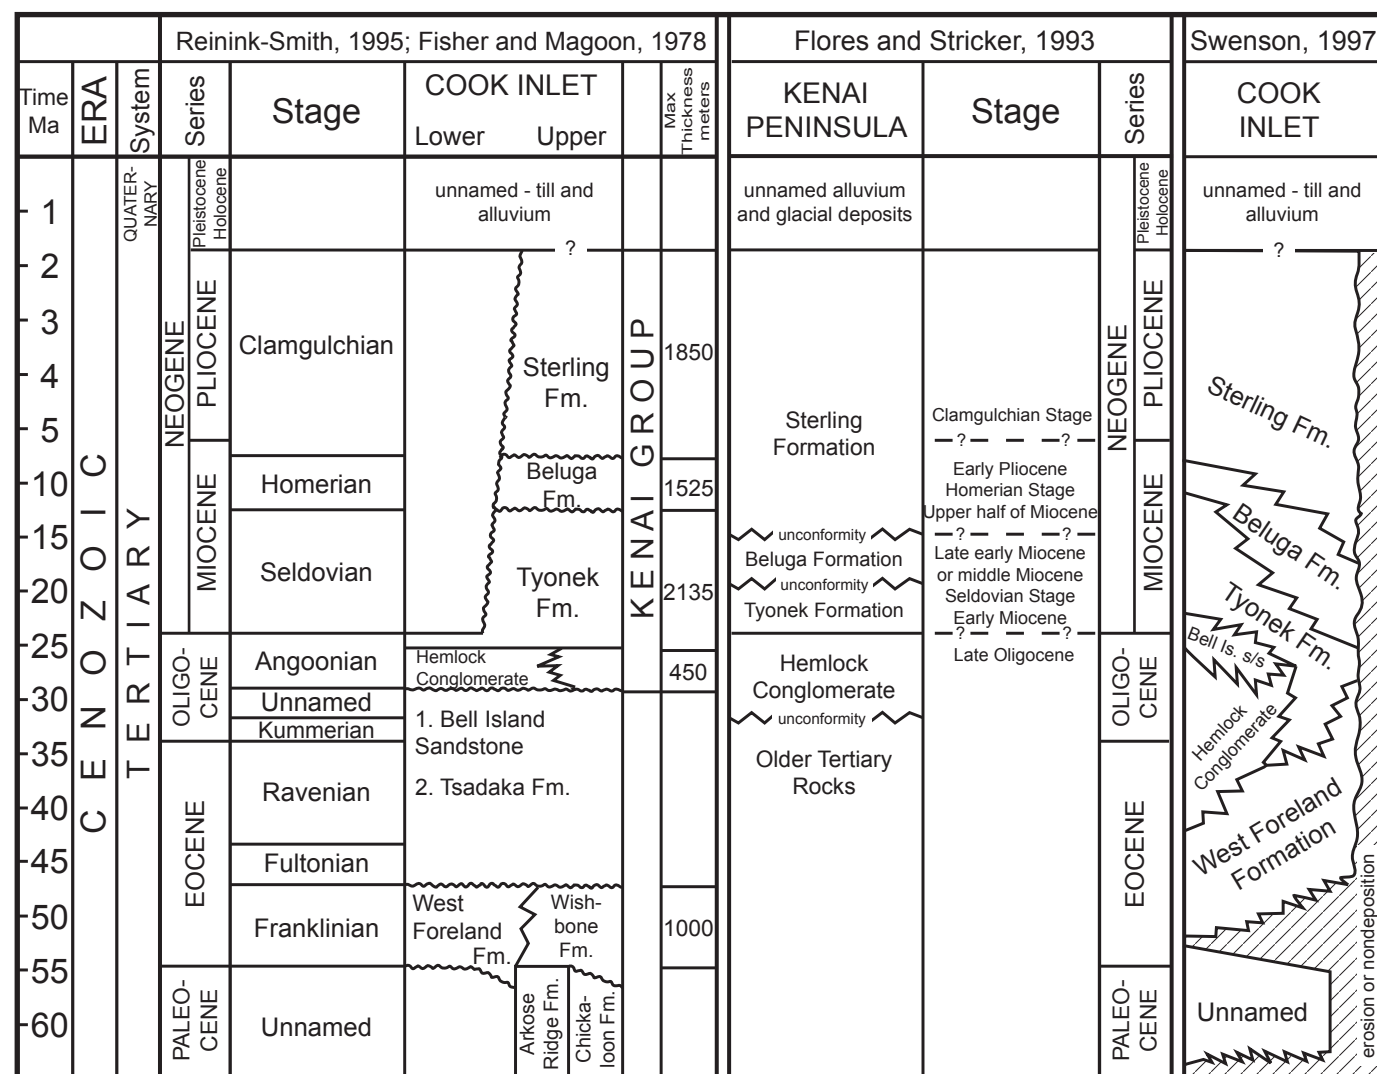 Reinink-Smith, 1995; Fisher and Magoon, 1978
Flores and Stricker, 1993
Swenson, 1997
Time
Ma
ERA
System
Series
Stage
COOK INLET
Lower Upper
Max
Thickness
meters
KENAI
PENINSULA
Stage
Series
COOK
INLET
1
2
3
4
5
10
15
20
25
30
35
40
45
50
55
60
CENOZOIC
QUATER-
NARY
TERTIARY
NEOGENE
Pleistocene
Holocene
PLIOCENE
MIOCENE
OLIGO-
CENE
EOCENE
PALEO-
CENE
Clamgulchian
Homerian
Seldovian
Angoonian
Unnamed
Kummerian
Ravenian
Fultonian
Franklinian
Unnamed
unnamed - till and
alluvium
?
Sterling
Fm.
Beluga
Fm.
Tyonek
Fm.
Hemlock
Conglomerate
1. Bell Island
Sandstone
2. Tsadaka Fm.
West
Foreland
Fm.
Wish-
bone
Fm.
Arkose
Ridge Fm.
Chicka-
loon Fm.
KENAI GROUP
1850
1525
2135
450
1000
unnamed alluvium
and glacial deposits
Sterling
Formation
unconformity
Beluga Formation
unconformity
Tyonek Formation
Hemlock
Conglomerate
unconformity
Older Tertiary
Rocks
Clamgulchian Stage
? ?
Early Pliocene
Homerian Stage
Upper half of Miocene
? ?
Late early Miocene
or middle Miocene
Seldovian Stage
Early Miocene
? ?
Late Oligocene
NEOGENE
Pleistocene
Holocene
PLIOCENE
MIOCENE
OLIGO-
CENE
EOCENE
PALEO-
CENE
unnamed - till and
alluvium
?
Sterling Fm.
Beluga Fm.
Tyonek Fm.
Bell Is. s/s
Hemlock
Conglomerate
West Foreland
Formation
Unnamed
erosion or nondeposition